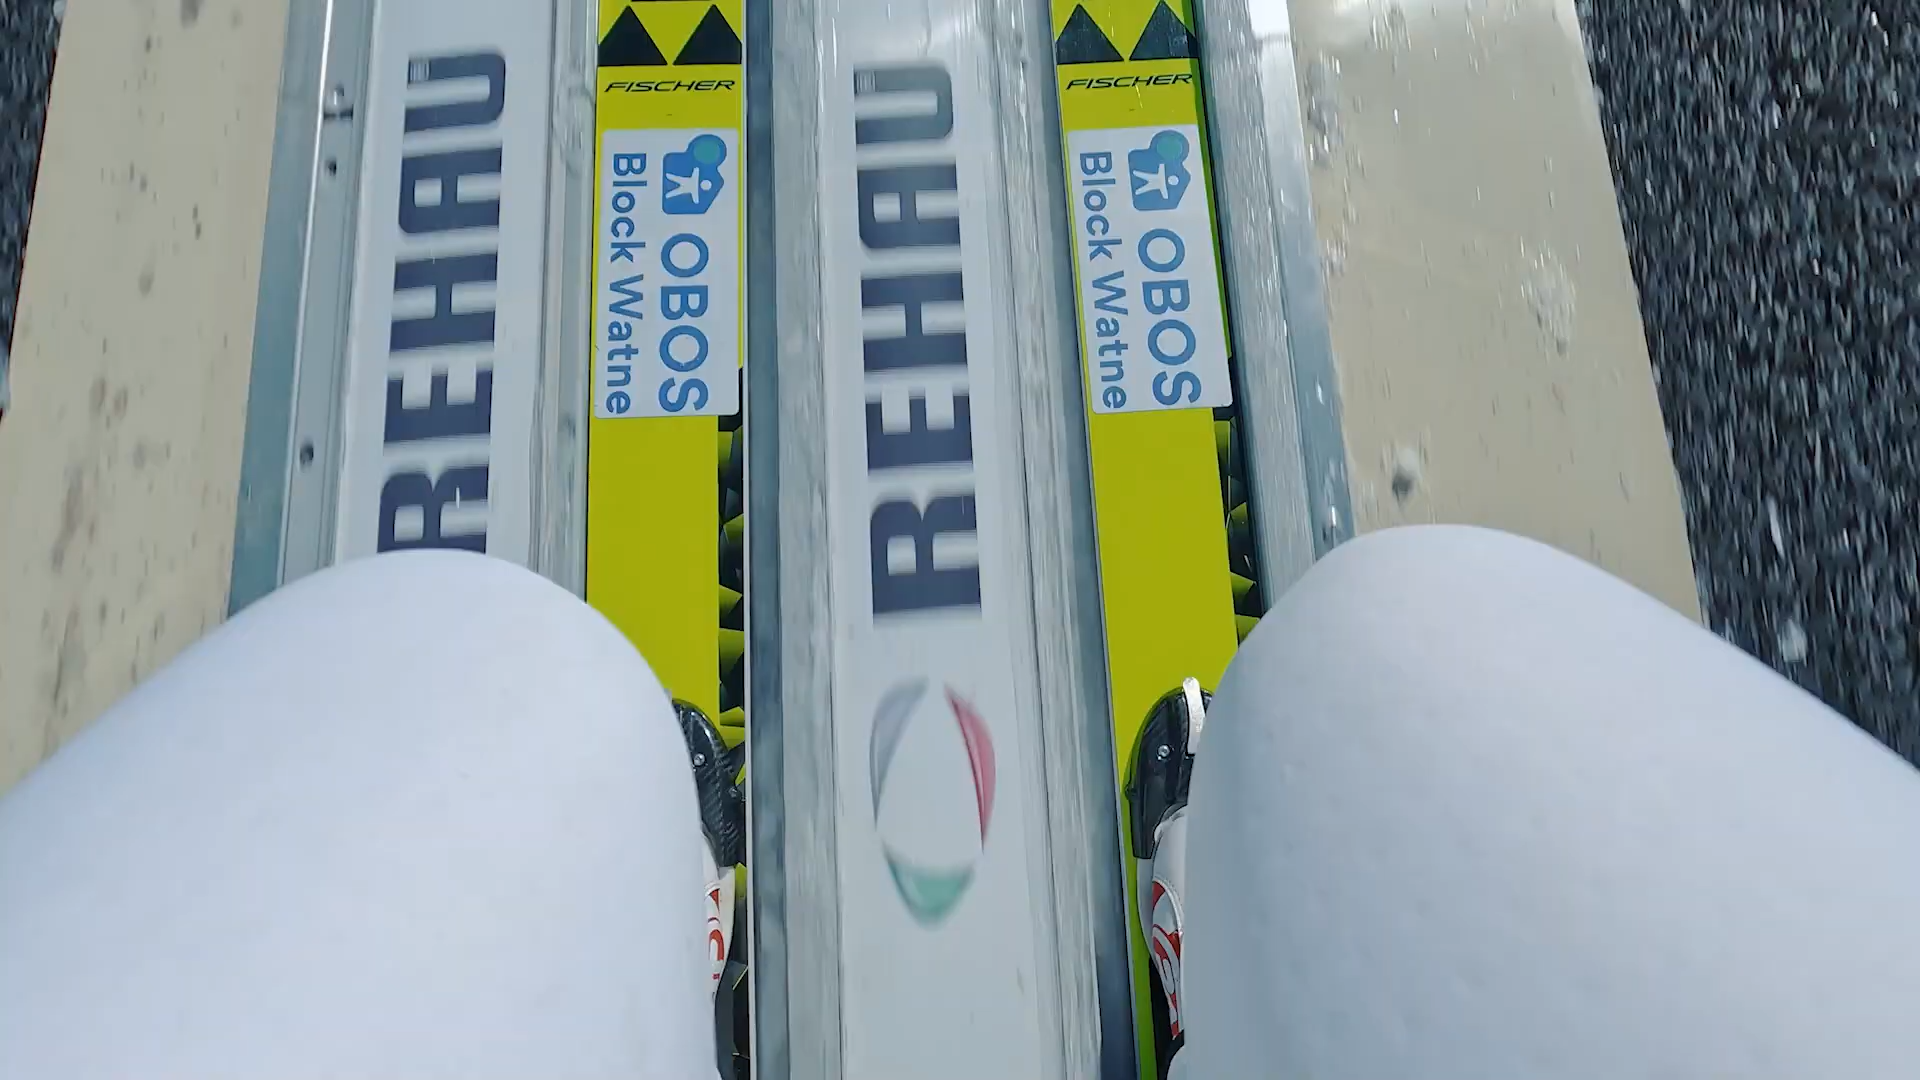 REHAU
FISCHER
OBOS
Block Watne
REHAU
FISCHER
OBOS
Block Watne